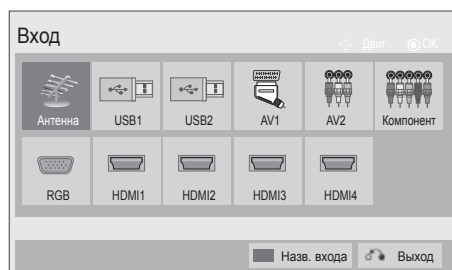 Вход
Двиг OK
Антенна USB1 USB2 AV1 AV2 Компонент
RGB HDMI1 HDMI2 HDMI3 HDMI4
Назв. входа Выход